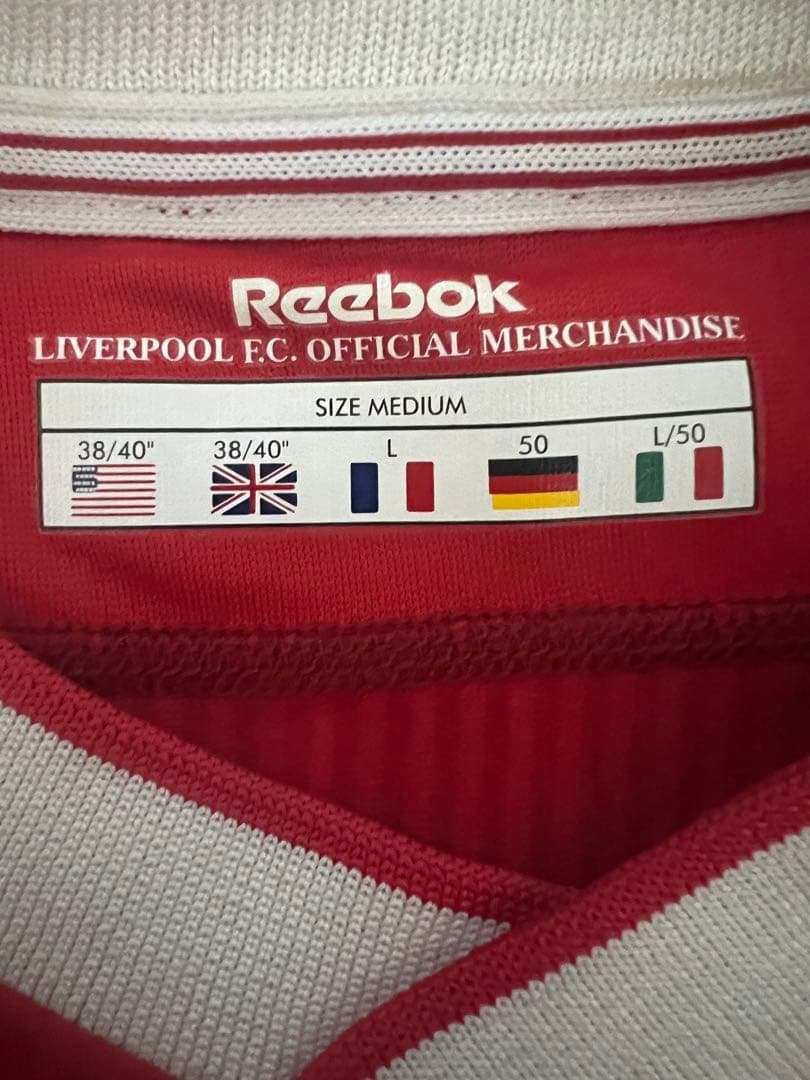 Reebok
LIVERPOOL F.C. OFFICIAL MERCHANDISE
SIZE MEDIUM
38/40" 38/40" L 50 L/50